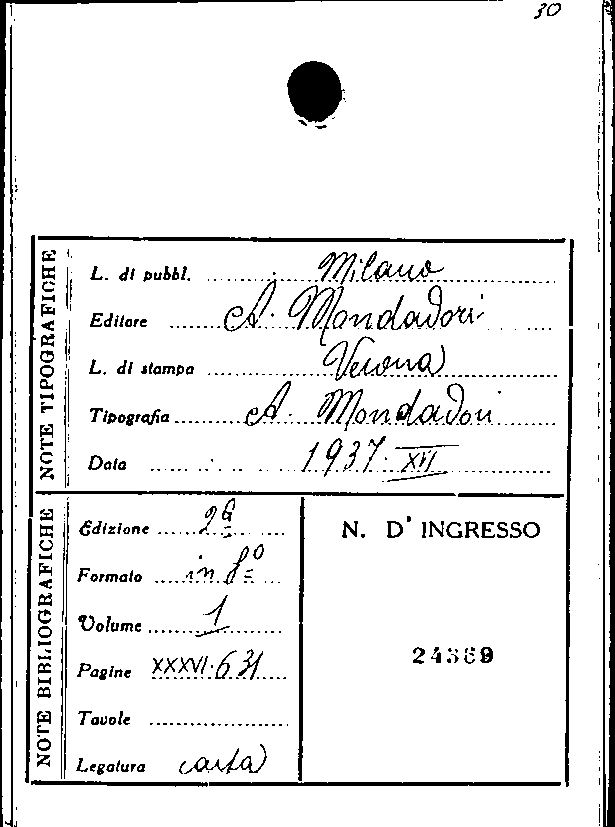 30
NOTE TIPOGRAFICHE
L. di pubbl. Milano
Editore A. Mondadori
L. di stampa Verona
Tipografia A. Mondadori
Data 1937. XVI
NOTE BIBLIOGRAFICHE
Edizione 2ª
Formato in 8º
Volume 1
Pagine XXXVI. 631
Tavole
Legatura carta
N. D' INGRESSO
24369